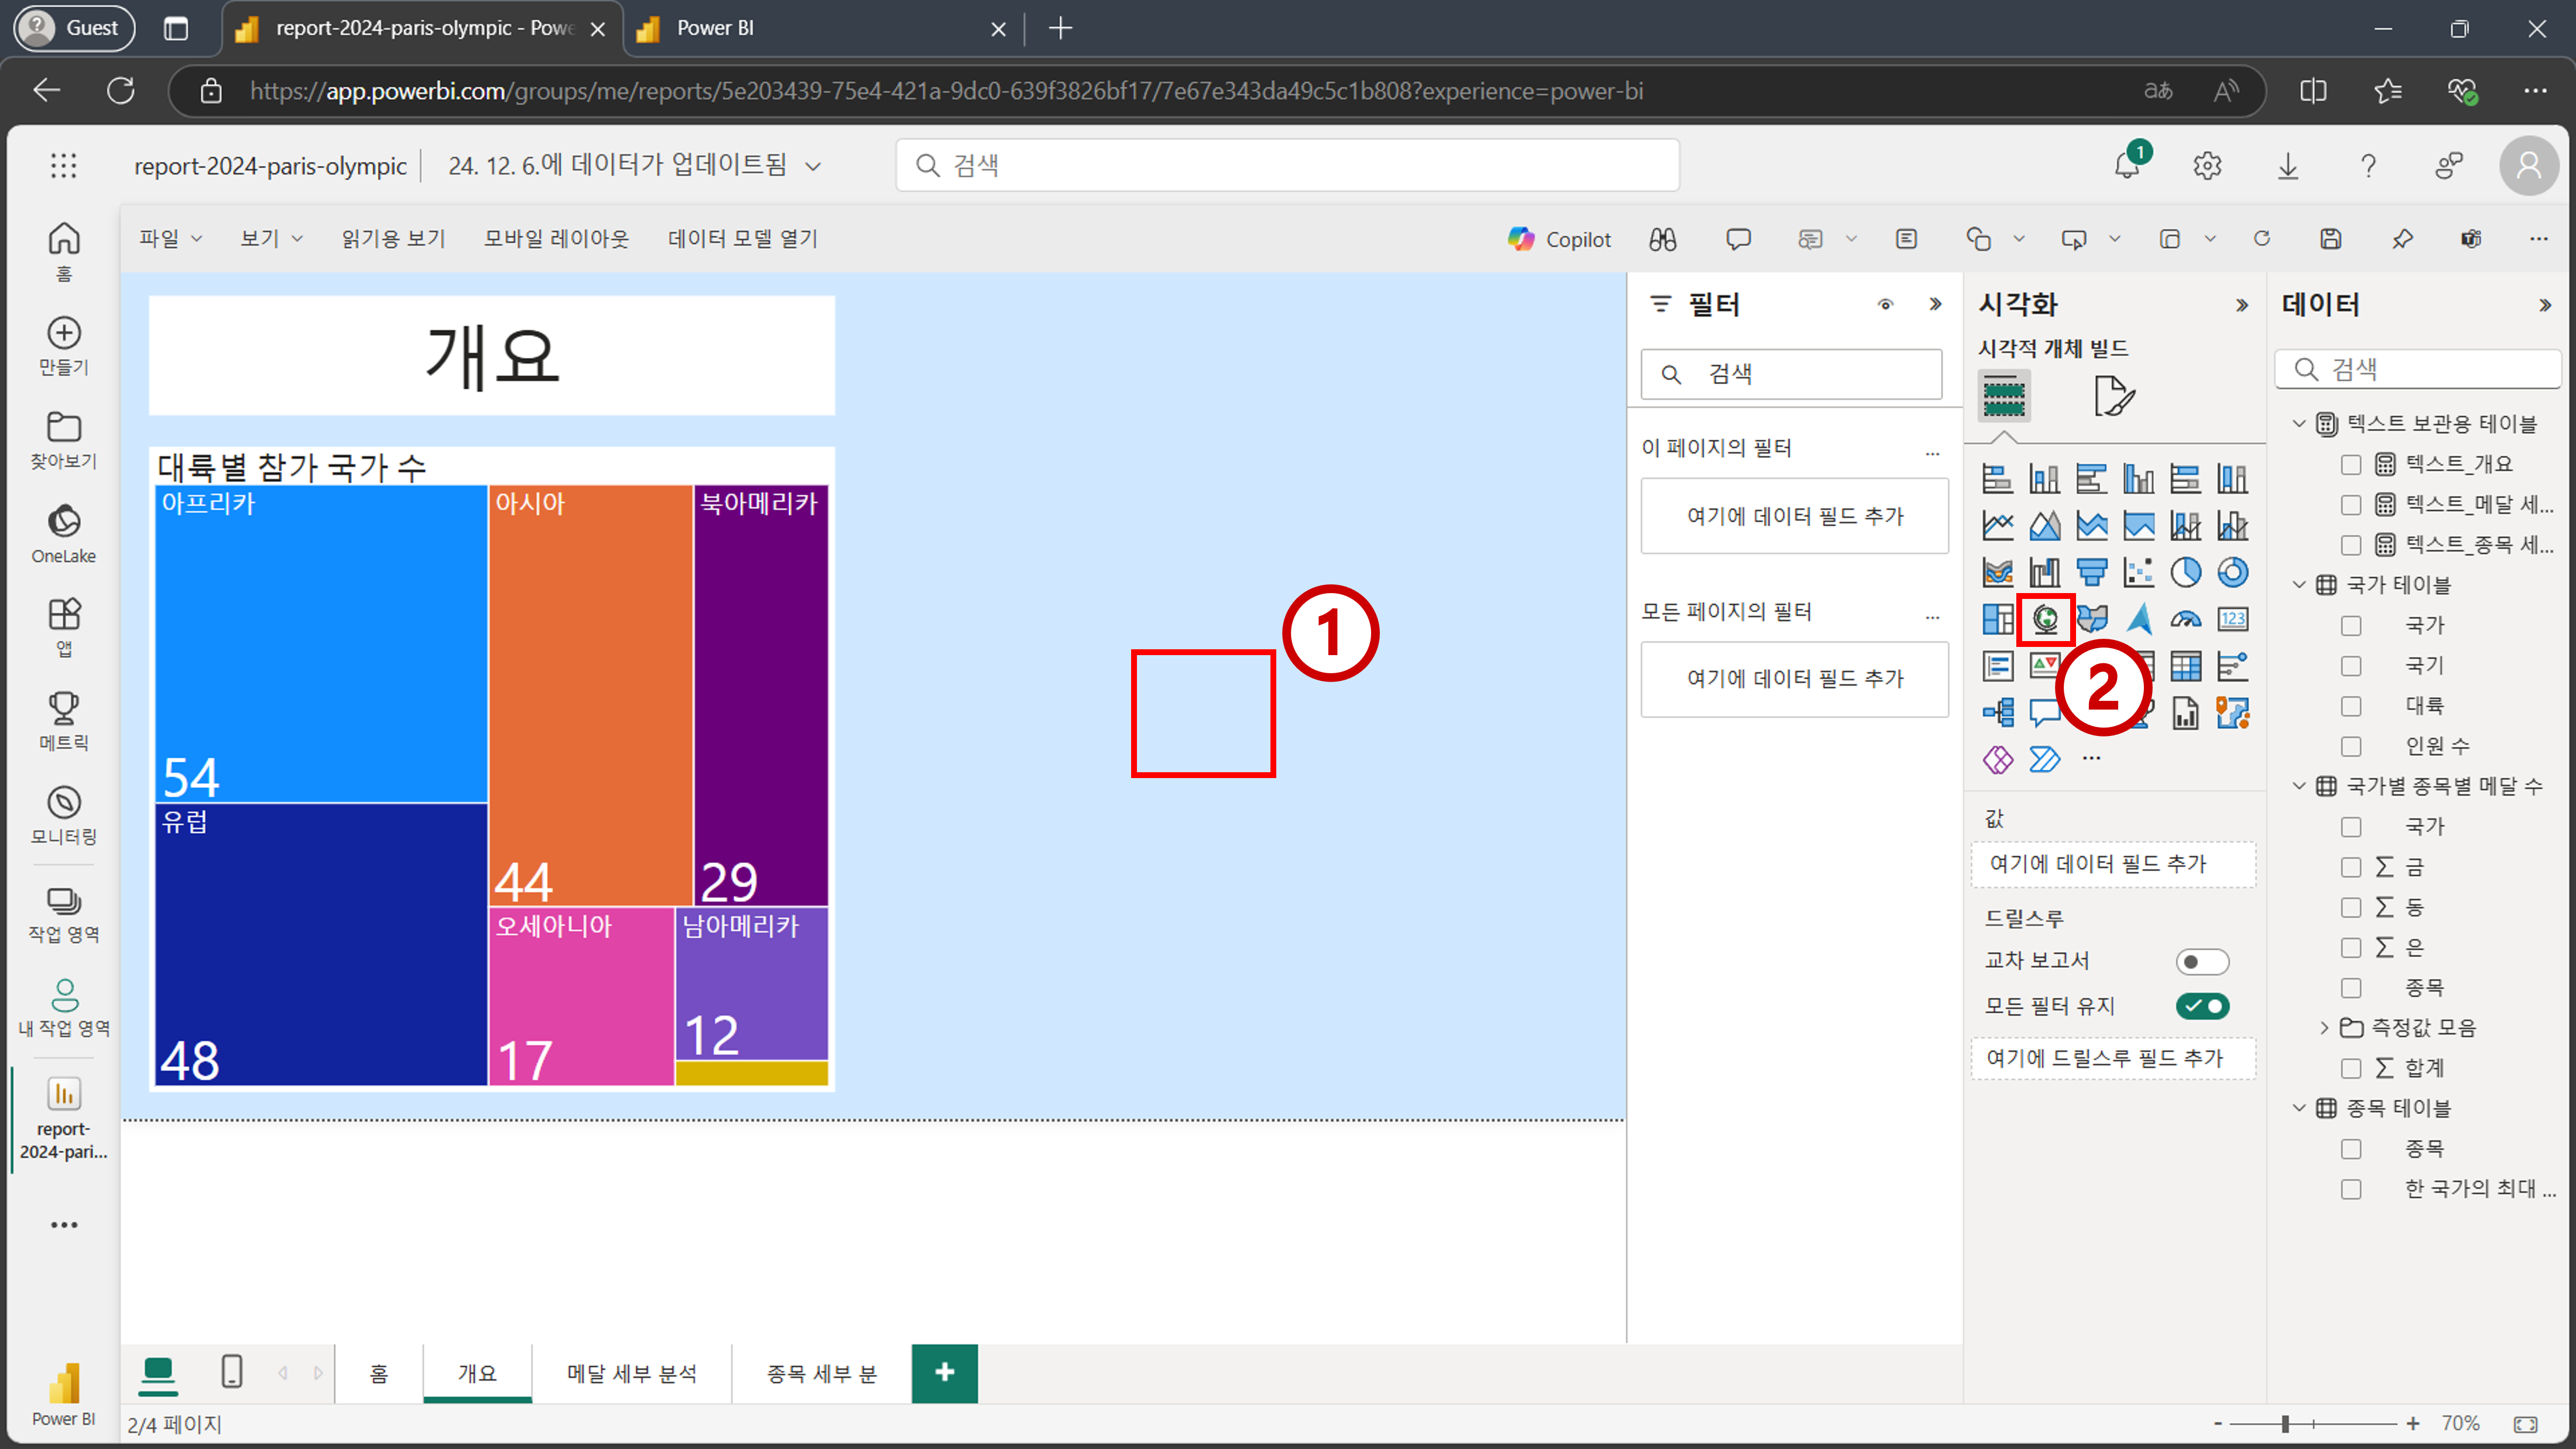 Guest
report-2024-paris-olympic - Powe
Power BI
https://app.powerbi.com/groups/me/reports/5e203439-75e4-421a-9dc0-639f3826bf17/7e67e343da49c5c1b808?experience=power-bi
report-2024-paris-olympic
24. 12. 6.에 데이터가 업데이트됨
검색
1
파일
보기
읽기용 보기
모바일 레이아웃
데이터 모델 열기
Copilot
홈
만들기
찾아보기
OneLake
앱
메트릭
모니터링
작업 영역
내 작업 영역
report-
2024-pari...
Power BI
개요
대륙별 참가 국가 수
아프리카
54
아시아
44
북아메리카
29
유럽
48
오세아니아
17
남아메리카
12
1
필터
검색
이 페이지의 필터
...
여기에 데이터 필드 추가
모든 페이지의 필터
...
여기에 데이터 필드 추가
시각화
시각적 개체 빌드
123
2
값
여기에 데이터 필드 추가
드릴스루
교차 보고서
모든 필터 유지
여기에 드릴스루 필드 추가
데이터
검색
텍스트 보관용 테이블
텍스트_개요
텍스트_메달 세...
텍스트_종목 세...
국가 테이블
국가
국기
대륙
인원 수
국가별 종목별 메달 수
국가
∑ 금
∑ 동
∑ 은
종목
측정값 모음
∑ 합계
종목 테이블
종목
한 국가의 최대 ...
홈
개요
메달 세부 분석
종목 세부 분
+
2/4 페이지
- + 70%